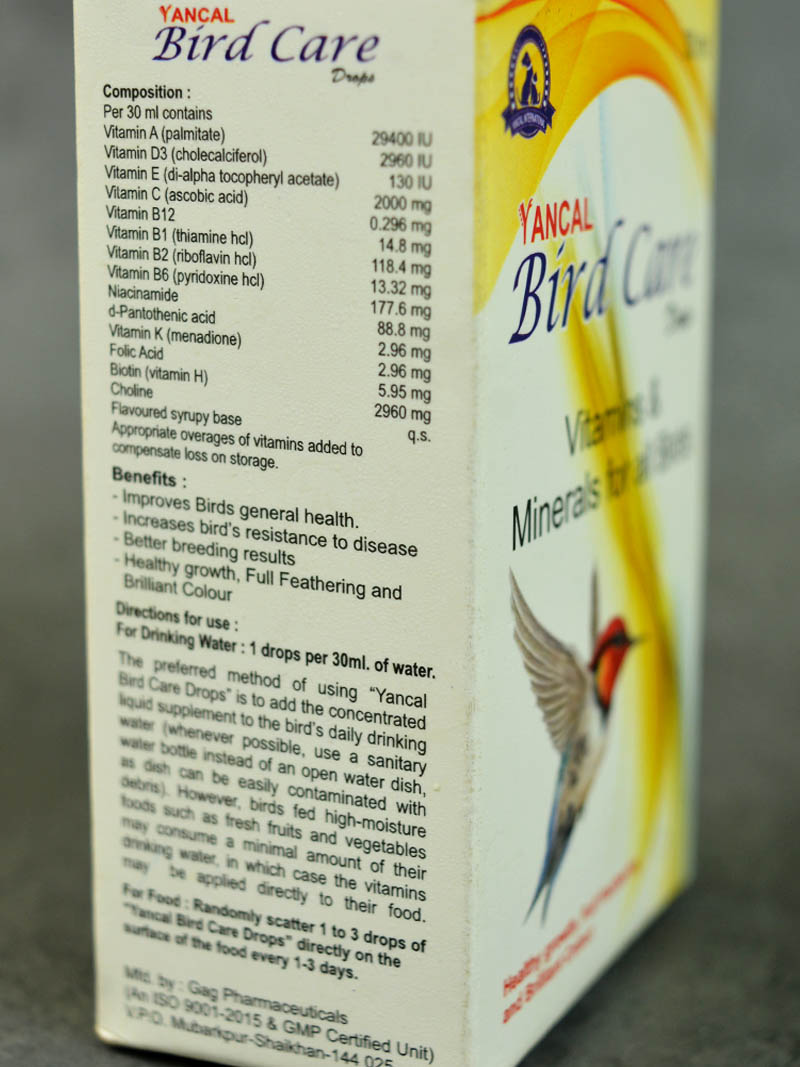 YANCAL
Bird Care
Drops
Composition :
Per 30 ml contains
Vitamin A (palmitate) 29400 IU
Vitamin D3 (cholecalciferol) 2960 IU
Vitamin E (di-alpha tocopheryl acetate) 130 IU
Vitamin C (ascobic acid) 2000 mg
Vitamin B12 0.296 mg
Vitamin B1 (thiamine hcl) 14.8 mg
Vitamin B2 (riboflavin hcl) 118.4 mg
Vitamin B6 (pyridoxine hcl) 13.32 mg
Niacinamide 177.6 mg
d-Pantothenic acid 88.8 mg
Vitamin K (menadione) 2.96 mg
Folic Acid 2.96 mg
Biotin (vitamin H) 5.95 mg
Choline 2960 mg
Flavoured syrupy base q.s.
Appropriate overages of vitamins added to
compensate loss on storage.
Benefits :
- Improves Birds general health.
- Increases bird's resistance to disease
- Better breeding results
- Healthy growth, Full Feathering and
Brilliant Colour
Directions for use :
For Drinking Water : 1 drops per 30ml. of water.
The preferred method of using "Yancal
Bird Care Drops" is to add the concentrated
liquid supplement to the bird's daily drinking
water (whenever possible, use a sanitary
water bottle instead of an open water dish,
as dish can be easily contaminated with
debris). However, birds fed high-moisture
foods such as fresh fruits and vegetables
may consume a minimal amount of their
drinking water, in which case the vitamins
may be applied directly to their food.
For Food : Randomly scatter 1 to 3 drops of
"Yancal Bird Care Drops" directly on the
surface of the food every 1-3 days.
Mfd. by : Gag Pharmaceuticals
(An ISO 9001-2015 & GMP Certified Unit)
V.P.O. Mubarkpur-Shaikhan-144 025
YANCAL
Bird Care
Drops
Vitamins &
Minerals for all Birds
Healthy growth,
and Brilliant